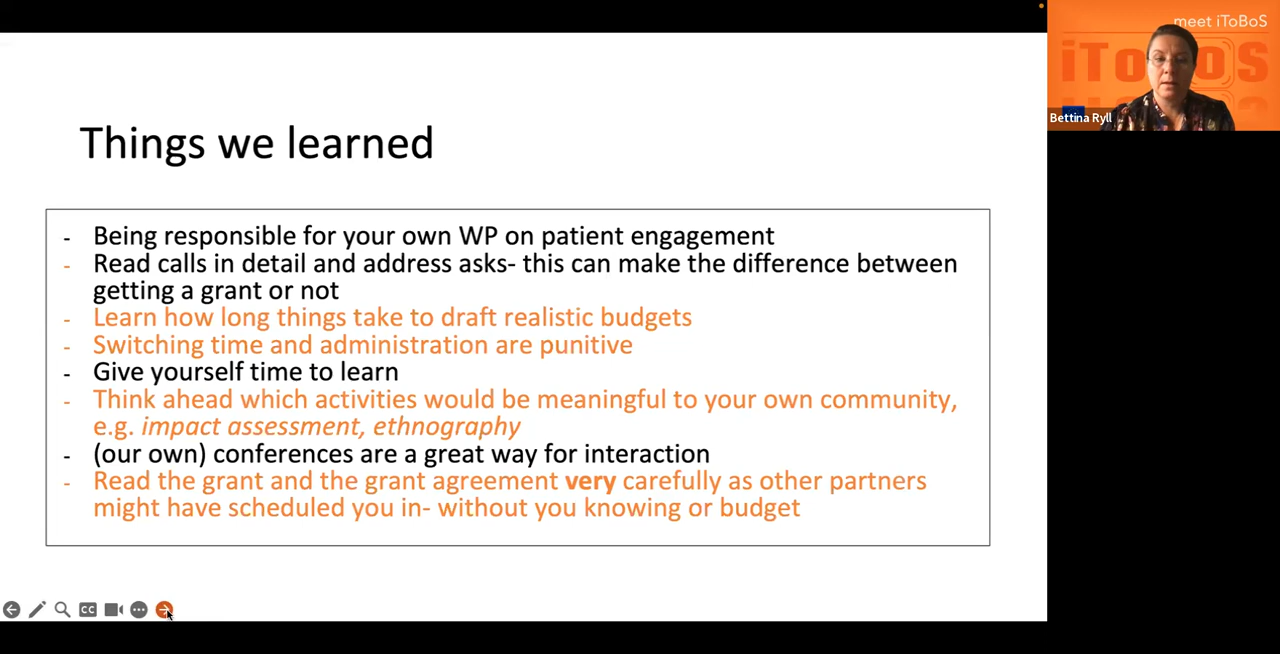 meet iToBoS
iToBoS
Bettina Ryll
Things we learned
- Being responsible for your own WP on patient engagement
- Read calls in detail and address asks- this can make the difference between
getting a grant or not
- Learn how long things take to draft realistic budgets
- Switching time and administration are punitive
- Give yourself time to learn
- Think ahead which activities would be meaningful to your own community,
e.g. impact assessment, ethnography
- (our own) conferences are a great way for interaction
- Read the grant and the grant agreement very carefully as other partners
might have scheduled you in- without you knowing or budget
CC